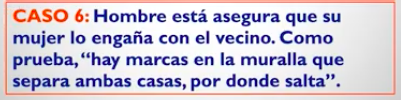 CASO 6: Hombre está asegura que su
mujer lo engaña con el vecino. Como
prueba, “hay marcas en la muralla que
separa ambas casas, por donde salta”.